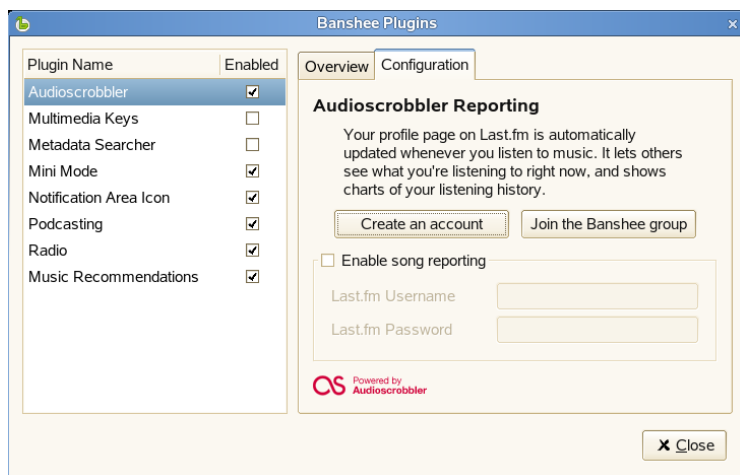 Banshee Plugins
Plugin Name Enabled
Audioscrobbler
Multimedia Keys
Metadata Searcher
Mini Mode
Notification Area Icon
Podcasting
Radio
Music Recommendations
Overview Configuration
Audioscrobbler Reporting
Your profile page on Last.fm is automatically
updated whenever you listen to music. It lets others
see what you're listening to right now, and shows
charts of your listening history.
Create an account Join the Banshee group
Enable song reporting
Last.fm Username
Last.fm Password
Powered by
Audioscrobbler
Close